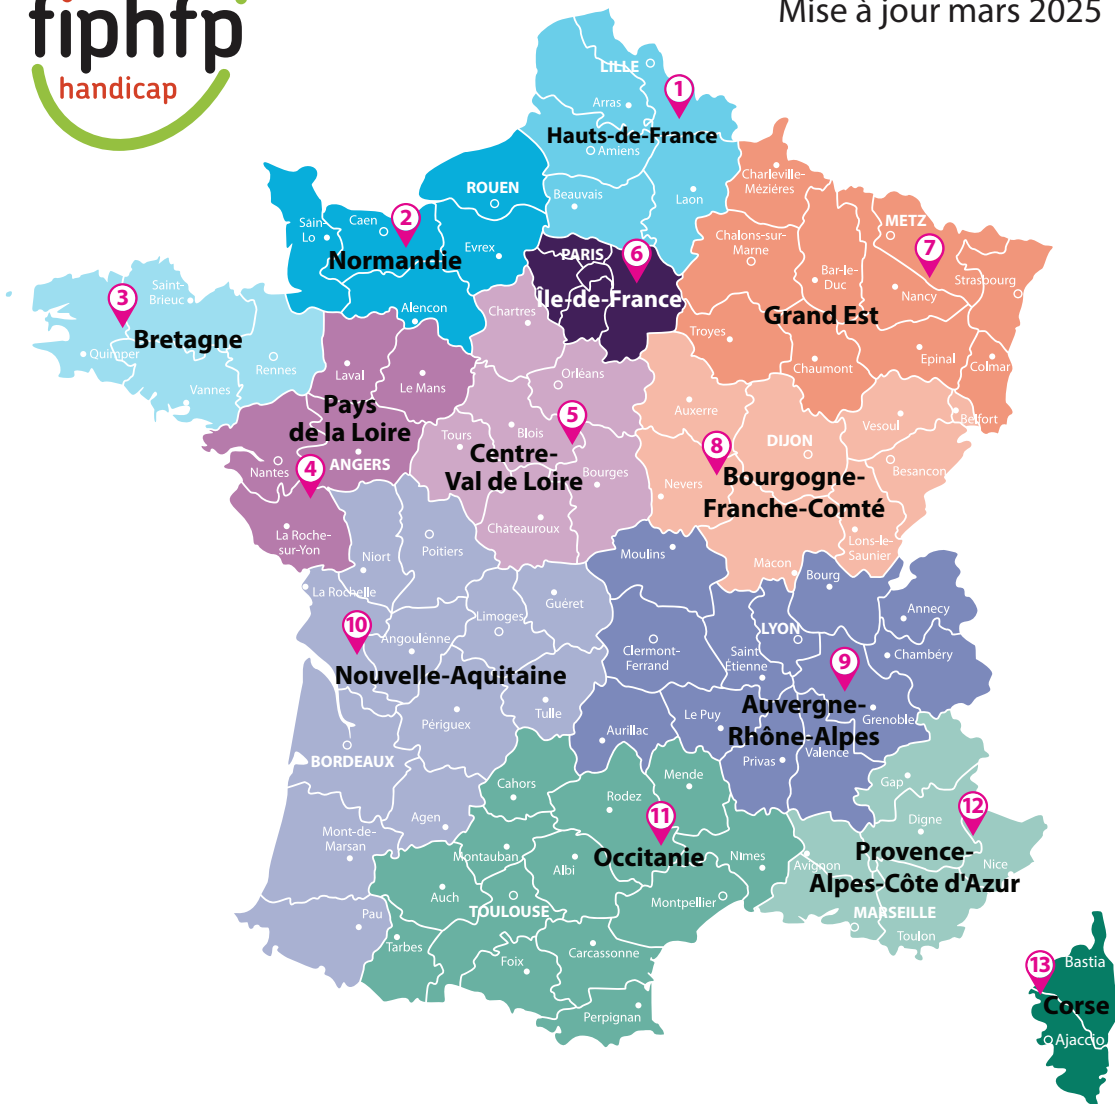 fiphfp
handicap
Mise à jour mars 2025
LILLE
1
Arras
Hauts-de-France
Amiens
Beauvais
Laon
Charleville-
Mézières
ROUEN
2
Sain-
Lo
Caen
Evrex
Normandie
Alencon
PARIS
6
Île-de-France
METZ
7
Chalons-sur-
Marne
Bar-le-
Duc
Nancy
Strasbourg
Grand Est
Troyes
Chaumont
Epinal
Colmar
3
Saint-
Brieuc
Bretagne
Quimper
Rennes
Vannes
Laval
Le Mans
Pays
de la Loire
ANGERS
Nantes
4
La Roche-
sur-Yon
Chartres
Orléans
5
Blois
Tours
Centre-
Val de Loire
Bourges
Châteauroux
Auxerre
8
DIJON
Vesoul
Belfort
Besancon
Bourgogne-
Franche-Comté
Nevers
Lons-le-
Saunier
Macon
Niort
Poitiers
La Rochelle
10
Angoulënne
Limoges
Guéret
Nouvelle-Aquitaine
Périguex
Tulle
BORDEAUX
Mont-de-
Marsan
Agen
Pau
Moulins
Bourg
Annecy
LYON
Clermont-
Ferrand
Saint
Étienne
9
Chambéry
Auvergne-
Rhône-Alpes
Le Puy
Grenoble
Aurillac
Valence
Privas
Cahors
Rodez
Mende
11
Occitanie
Montauban
Albi
Nimes
Auch
TOULOUSE
Montpellier
Tarbes
Foix
Carcassonne
Perpignan
Gap
12
Digne
Avignon
Nice
Provence-
Alpes-Côte d'Azur
MARSEILLE
Toulon
13
Bastia
Corse
Ajaccio